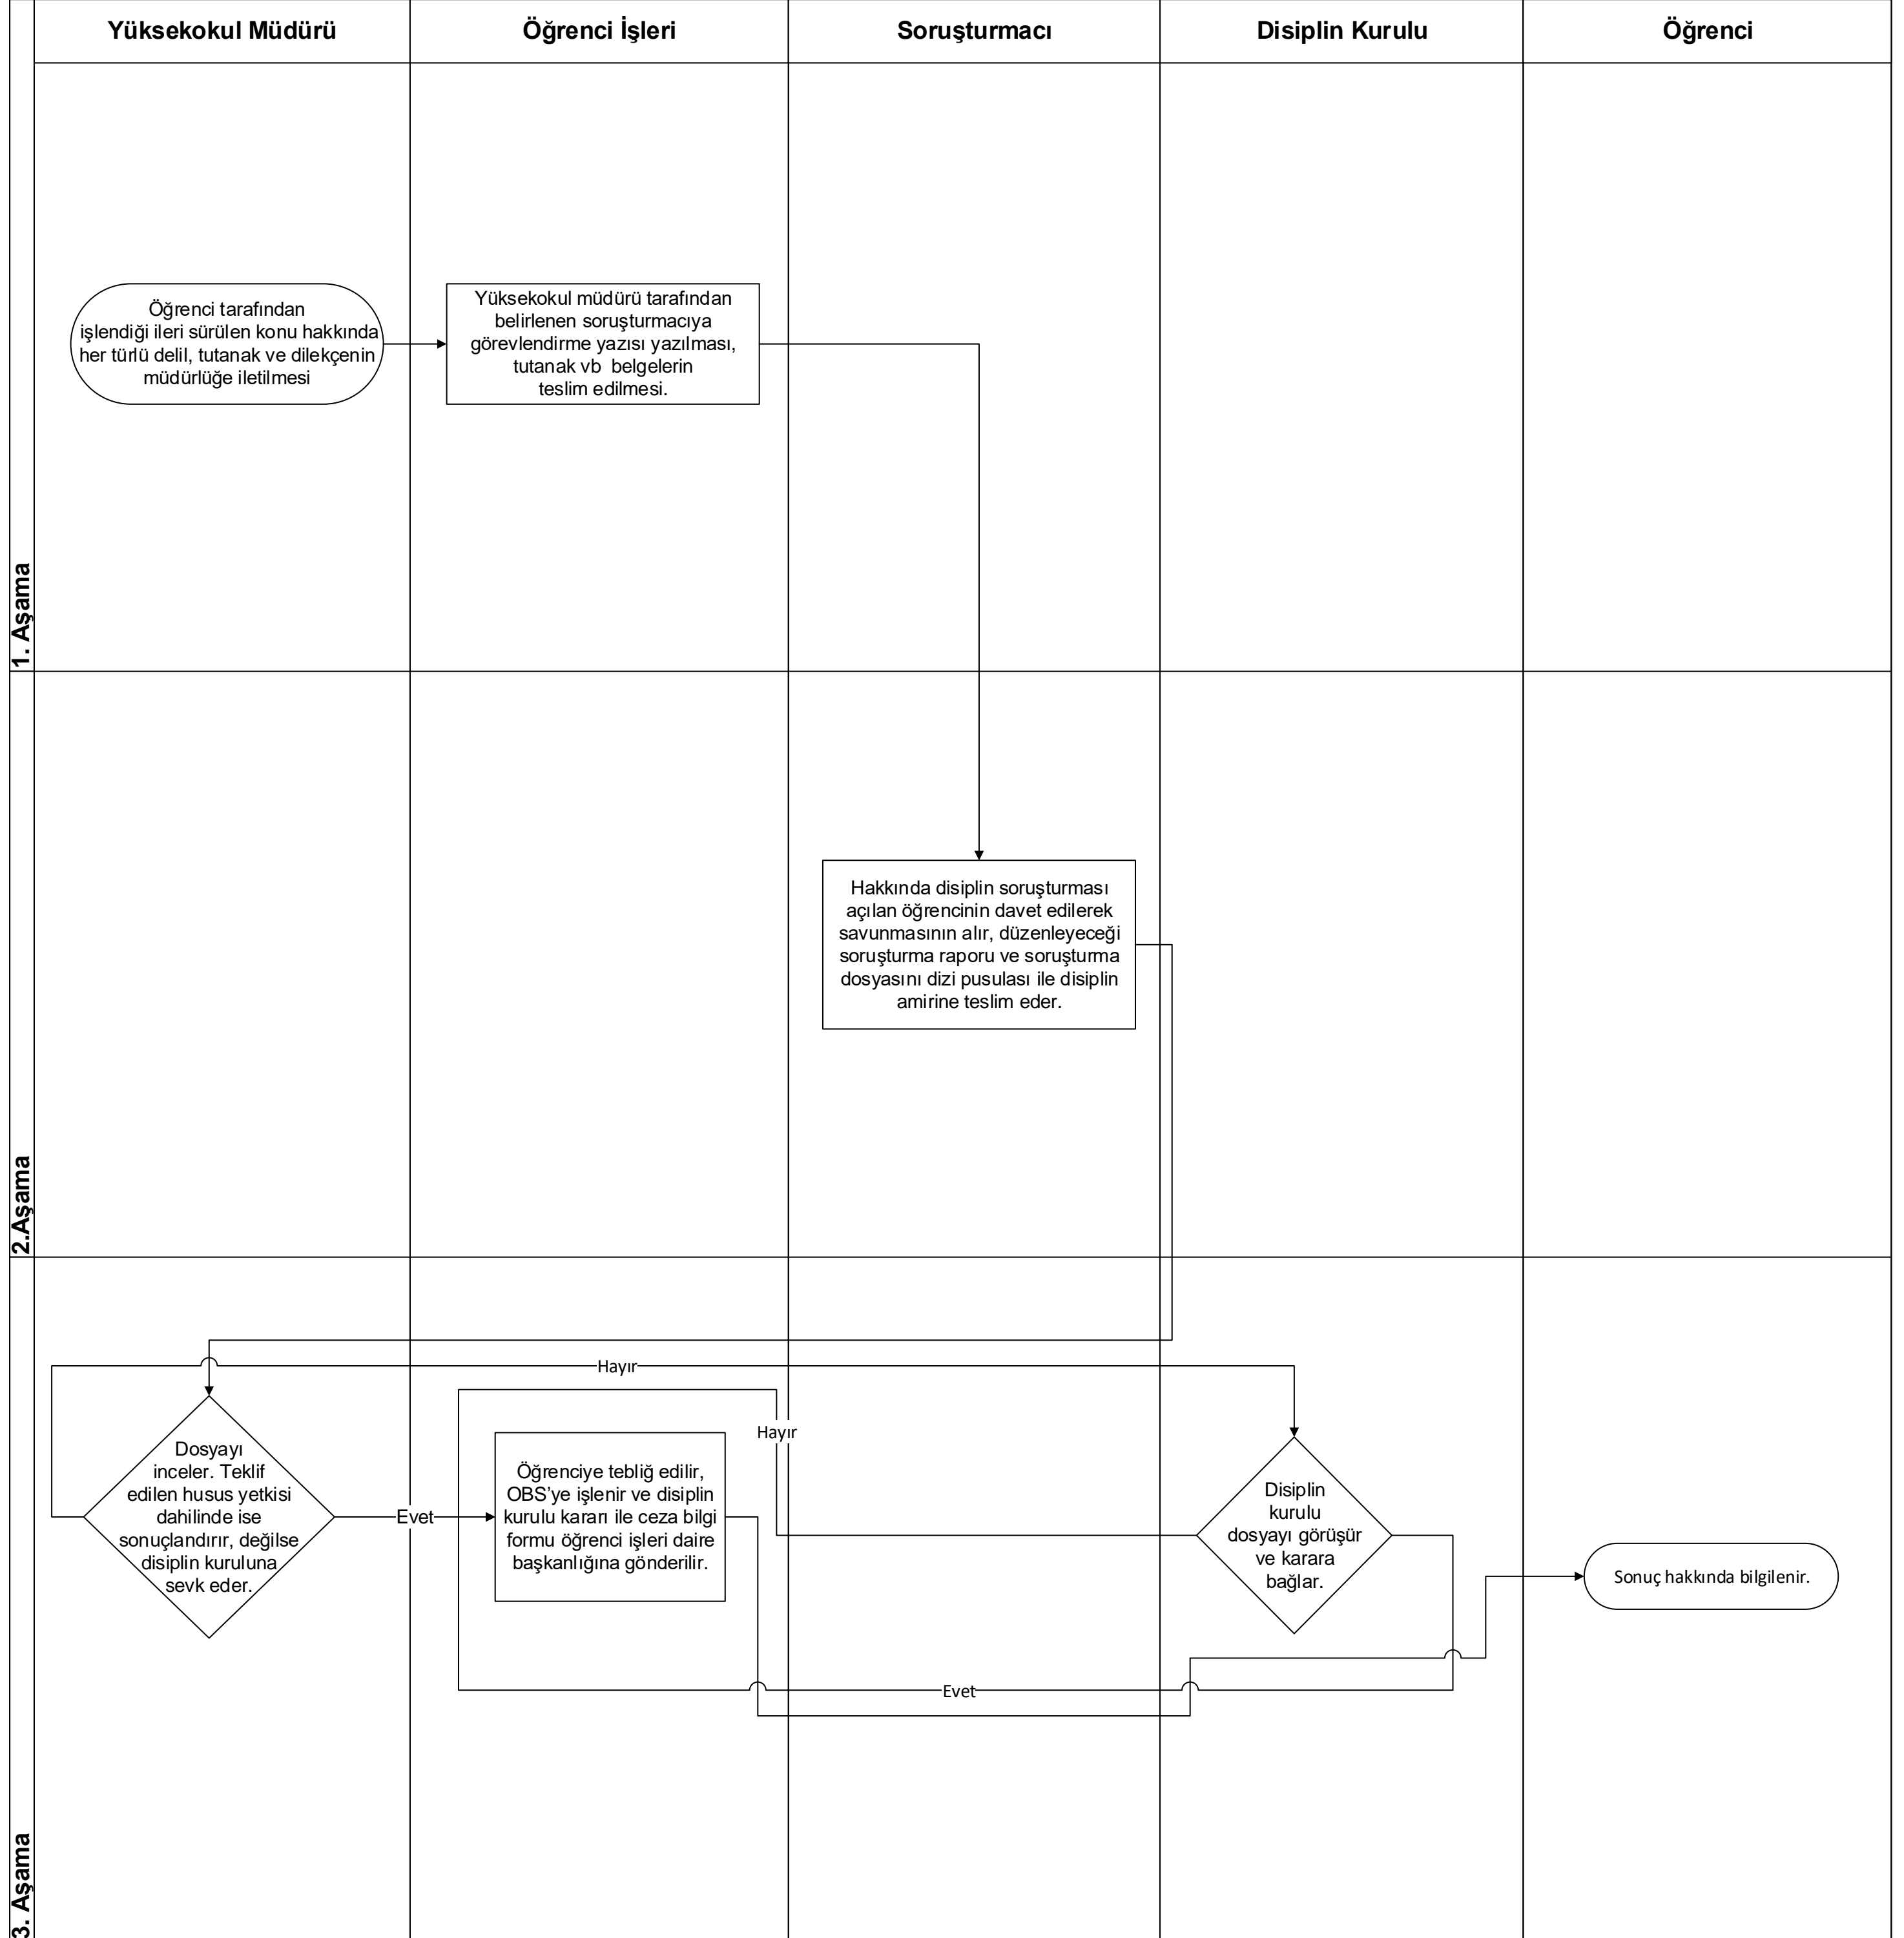 Yüksekokul Müdürü
Öğrenci İşleri
Soruşturmacı
Disiplin Kurulu
Öğrenci
1. Aşama
Öğrenci tarafından
işlendiği ileri sürülen konu hakkında
her türlü delil, tutanak ve dilekçenin
müdürlüğe iletilmesi
Yüksekokul müdürü tarafından
belirlenen soruşturmacıya
görevlendirme yazısı yazılması,
tutanak vb  belgelerin
teslim edilmesi.
2.Aşama
Hakkında disiplin soruşturması
açılan öğrencinin davet edilerek
savunmasının alır, düzenleyeceği
soruşturma raporu ve soruşturma
dosyasını dizi pusulası ile disiplin
amirine teslim eder.
3. Aşama
Hayır
Dosyayı
inceler. Teklif
edilen husus yetkisi
dahilinde ise
sonuçlandırır, değilse
disiplin kuruluna
sevk eder.
Evet
Öğrenciye tebliğ edilir,
OBS’ye işlenir ve disiplin
kurulu kararı ile ceza bilgi
formu öğrenci işleri daire
başkanlığına gönderilir.
Hayır
Disiplin
kurulu
dosyayı görüşür
ve karara
bağlar.
Evet
Sonuç hakkında bilgilenir.